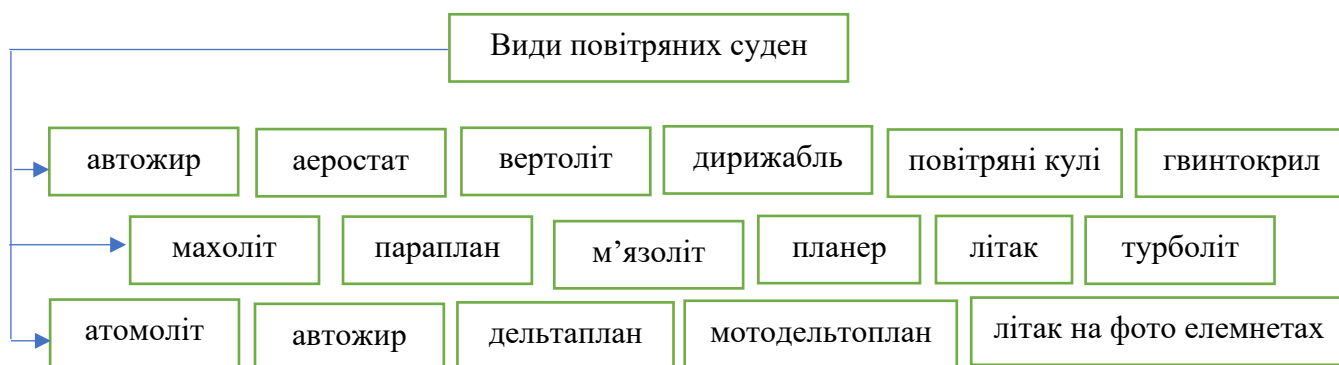 Види повітряних суден
автожир аеростат вертоліт дирижабль повітряні кулі гвинтокрил
махоліт параплан м’язоліт планер літак турболіт
атомоліт автожир дельтаплан мотодельтоплан літак на фото елемнетах